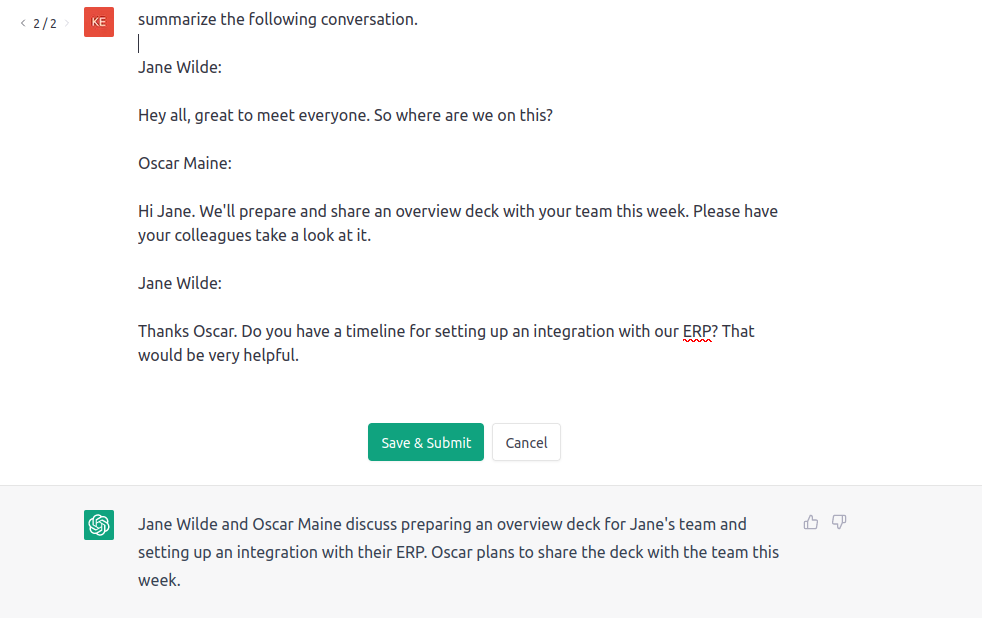 < 2 / 2 >
KE
summarize the following conversation.
Jane Wilde:
Hey all, great to meet everyone. So where are we on this?
Oscar Maine:
Hi Jane. We'll prepare and share an overview deck with your team this week. Please have
your colleagues take a look at it.
Jane Wilde:
Thanks Oscar. Do you have a timeline for setting up an integration with our ERP? That
would be very helpful.
Save & Submit
Cancel
Jane Wilde and Oscar Maine discuss preparing an overview deck for Jane's team and
setting up an integration with their ERP. Oscar plans to share the deck with the team this
week.